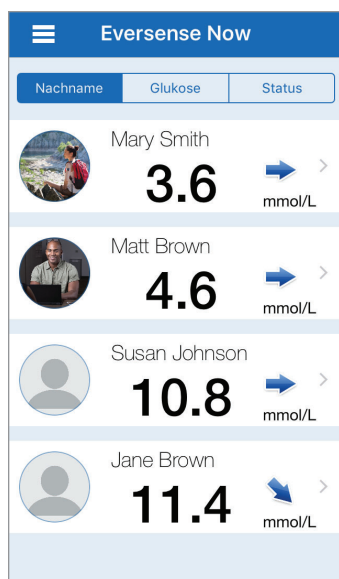 Eversense Now
Nachname Glukose Status
Mary Smith
3.6
mmol/L
Matt Brown
4.6
mmol/L
Susan Johnson
10.8
mmol/L
Jane Brown
11.4
mmol/L